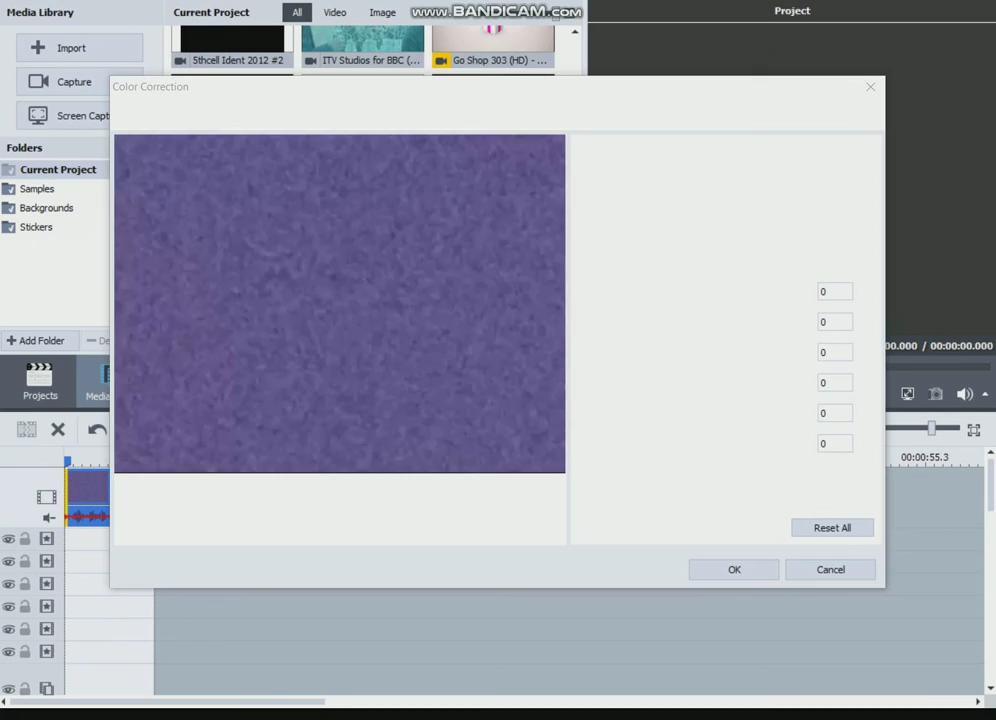 Media Library
Current Project
All
Video
Image
www.BANDICAM.com
Project
Import
5thcell Ident 2012 #2
ITV Studios for BBC (...
Go Shop 303 (HD) - ...
Capture
Color Correction
Screen Capt
Folders
Current Project
Samples
Backgrounds
Stickers
0
0
0
0
0
0
Add Folder
De
00.000 / 00:00:00.000
Projects
Media
00:00:55.3
Reset All
OK
Cancel